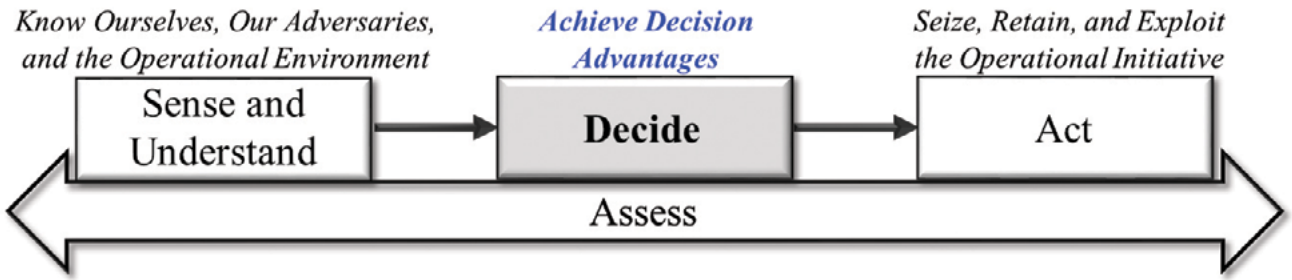 Know Ourselves, Our Adversaries,
and the Operational Environment
Achieve Decision
Advantages
Seize, Retain, and Exploit
the Operational Initiative
Sense and
Understand
Decide
Act
Assess